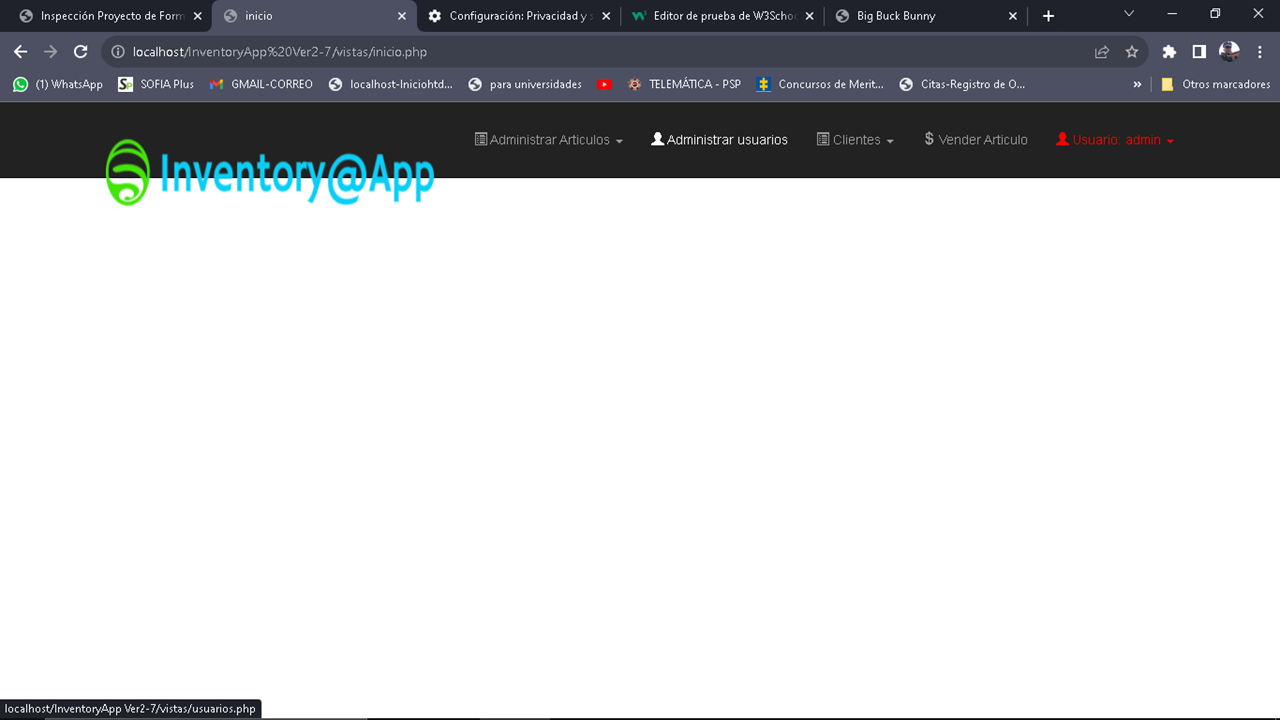 Inspección Proyecto de Form
inicio
Configuración: Privacidad y s
Editor de prueba de W3Schoo
Big Buck Bunny
localhost/InventoryApp%20Ver2-7/vistas/inicio.php
(1) WhatsApp
SOFIA Plus
GMAIL-CORREO
localhost-Iniciohtd...
para universidades
TELEMÁTICA - PSP
Concursos de Merit...
Citas-Registro de O...
»
Otros marcadores
Administrar Articulos
Administrar usuarios
Clientes
$ Vender Articulo
Usuario: admin
Inventory@App
localhost/InventoryApp Ver2-7/vistas/usuarios.php